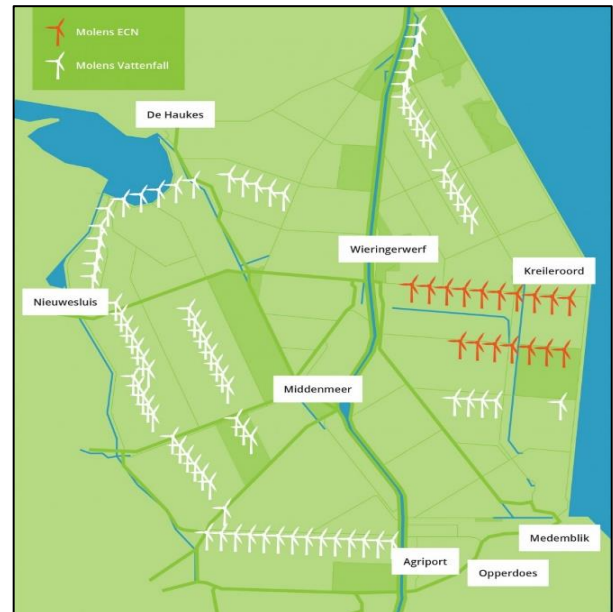 Molens ECN
Molens Vattenfall
De Haukes
Wieringerwerf
Kreileroord
Nieuwesluis
Middenmeer
Medemblik
Agriport
Opperdoes